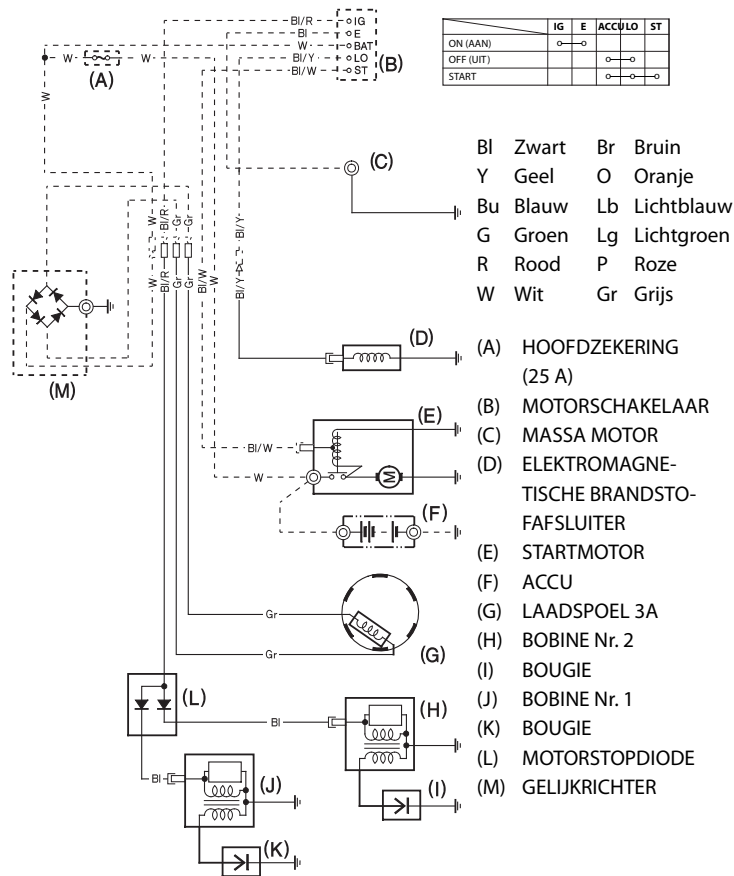 Bl/R IG
Bl E
W BAT
Bl/Y LO
Bl/W ST
(B)
W W
(A)
IG E ACCU LO ST
ON (AAN)
OFF (UIT)
START
W
(C)
Bl Zwart Br Bruin
Y Geel O Oranje
Bu Blauw Lb Lichtblauw
G Groen Lg Lichtgroen
R Rood P Roze
W Wit Gr Grijs
W Bl/R Gr Gr
W Bl/R Gr Gr
Bl/W W Bl/Y
Bl/Y
(M)
(D)
(E)
Bl/W
W
M
(F)
Gr
Gr
(G)
(L)
Bl
(H)
Bl
(J)
(I)
(K)
(A) HOOFDZEKERING
(25 A)
(B) MOTORSCHAKELAAR
(C) MASSA MOTOR
(D) ELEKTROMAGNE-
TISCHE BRANDSTO-
FAFSLUITER
(E) STARTMOTOR
(F) ACCU
(G) LAADSPOEL 3A
(H) BOBINE Nr. 2
(I) BOUGIE
(J) BOBINE Nr. 1
(K) BOUGIE
(L) MOTORSTOPDIODE
(M) GELIJKRICHTER